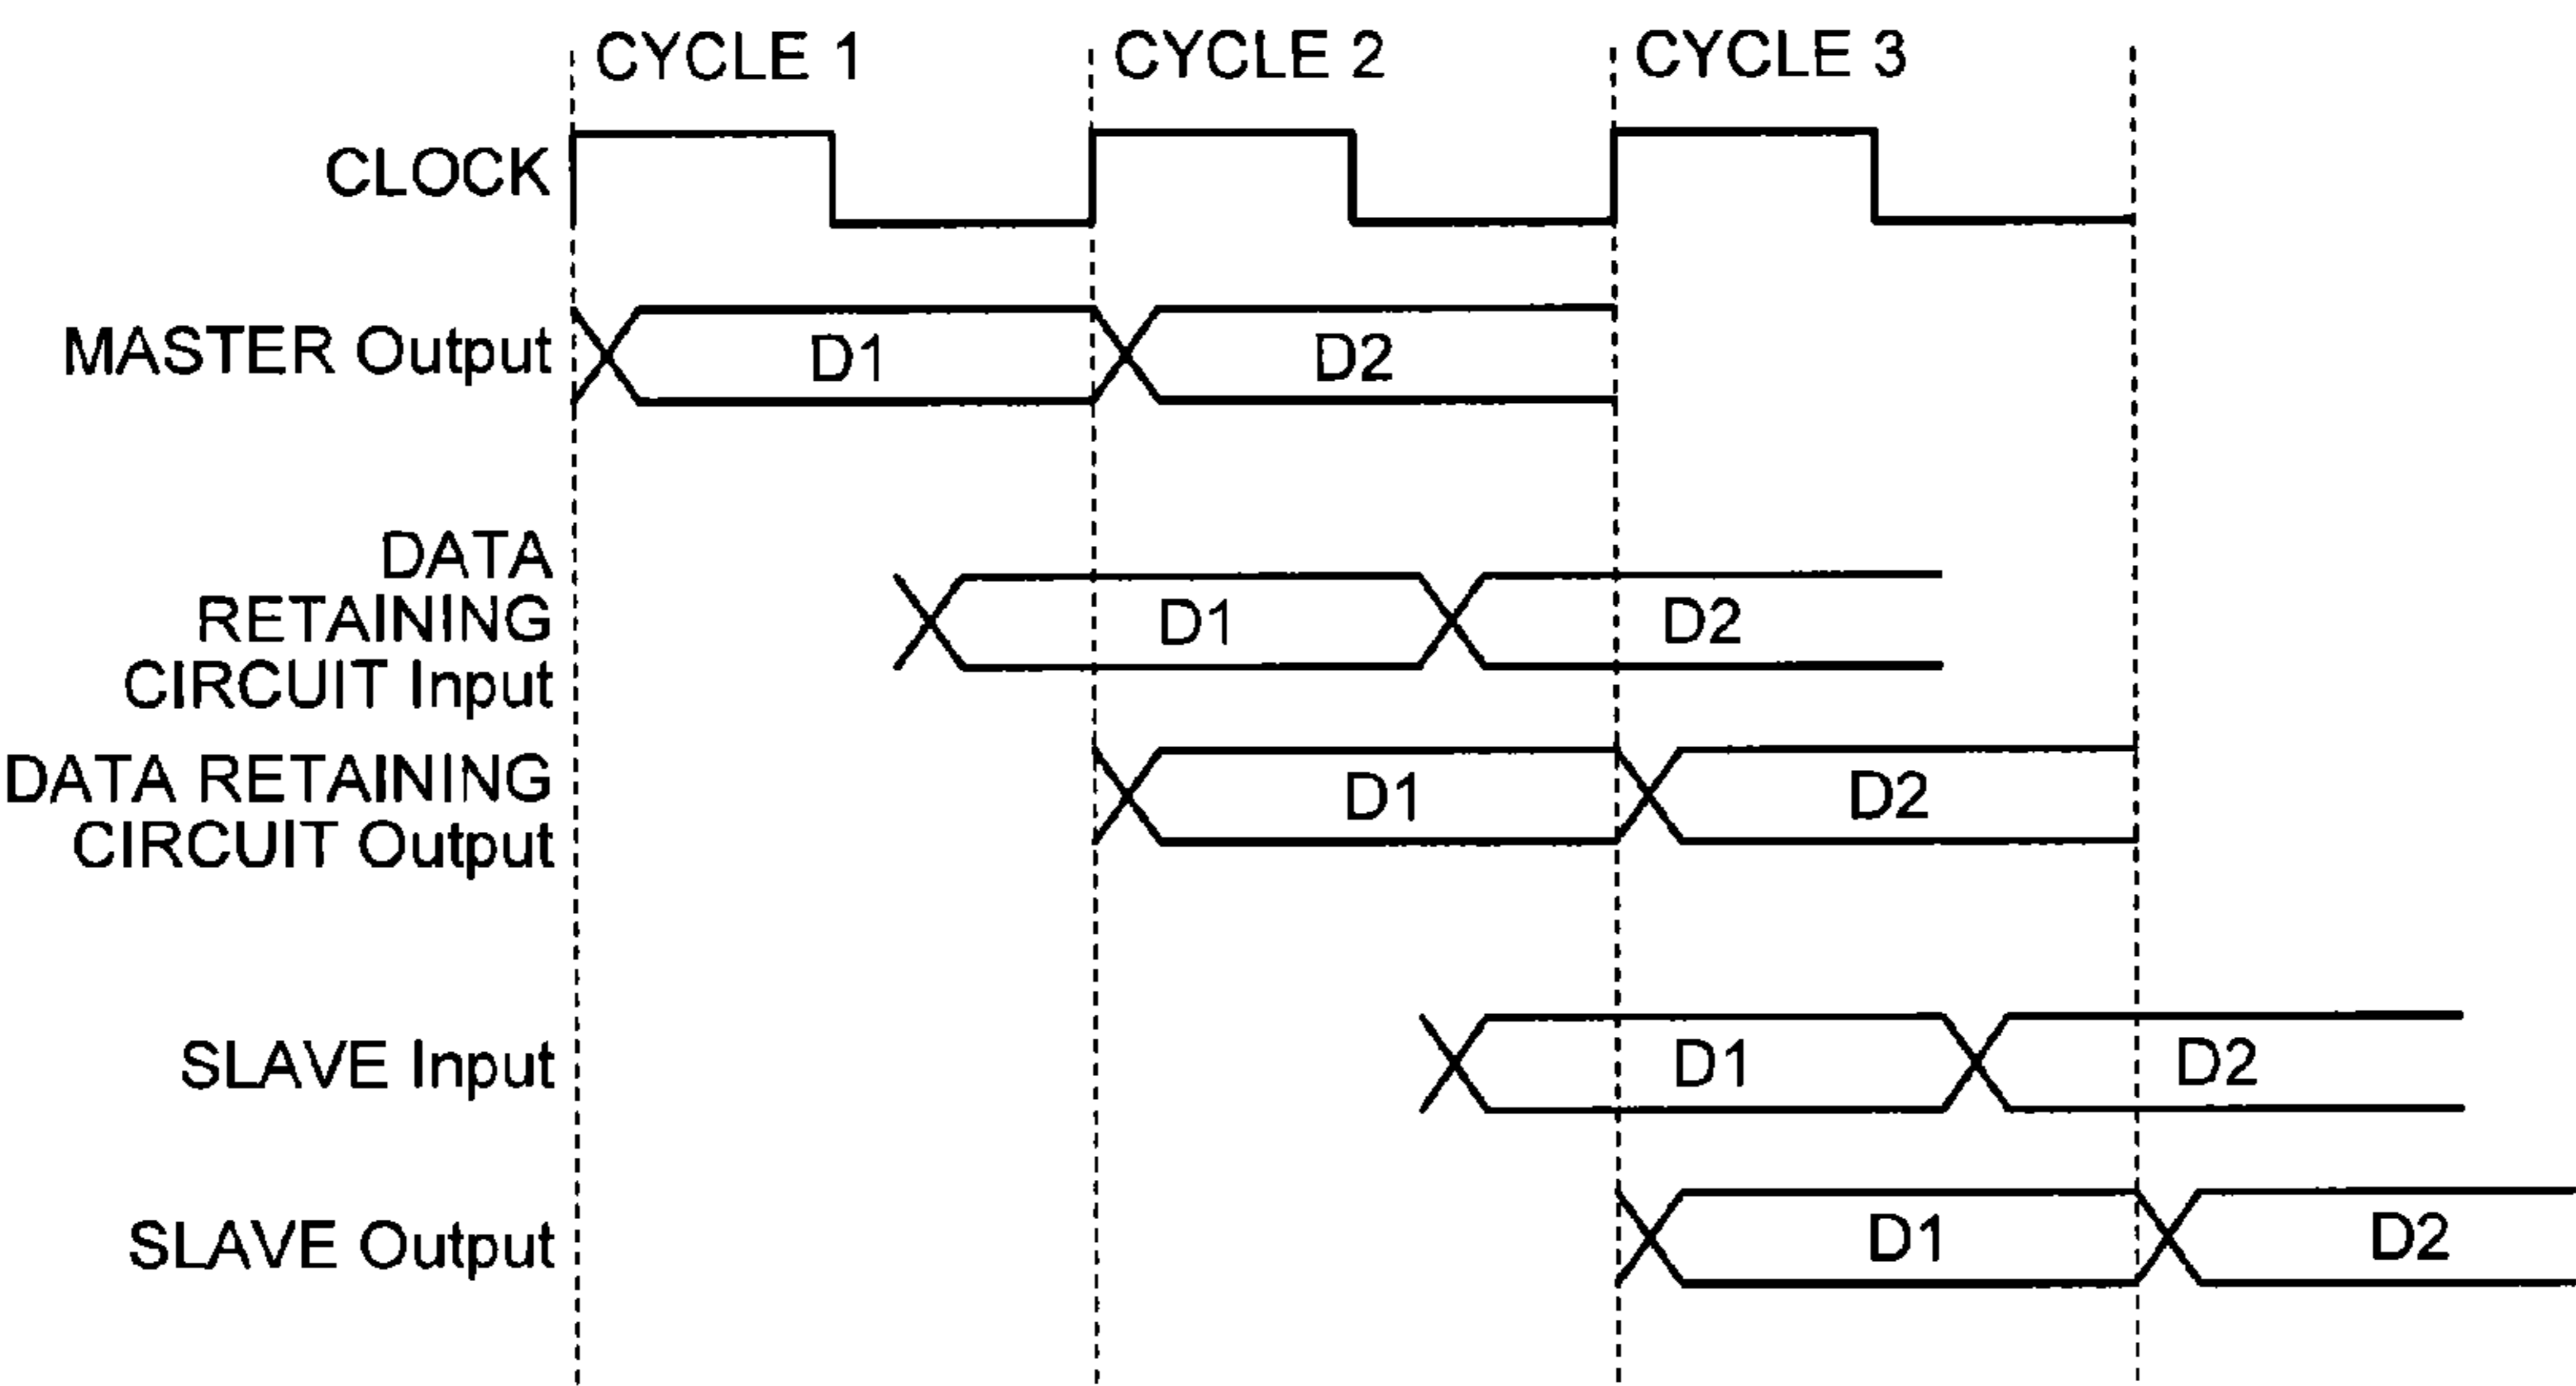 CYCLE 1 CYCLE 2 CYCLE 3
CLOCK
MASTER Output D1 D2
DATA
RETAINING
CIRCUIT Input
D1 D2
DATA RETAINING
CIRCUIT Output
D1 D2
SLAVE Input D1 D2
SLAVE Output D1 D2